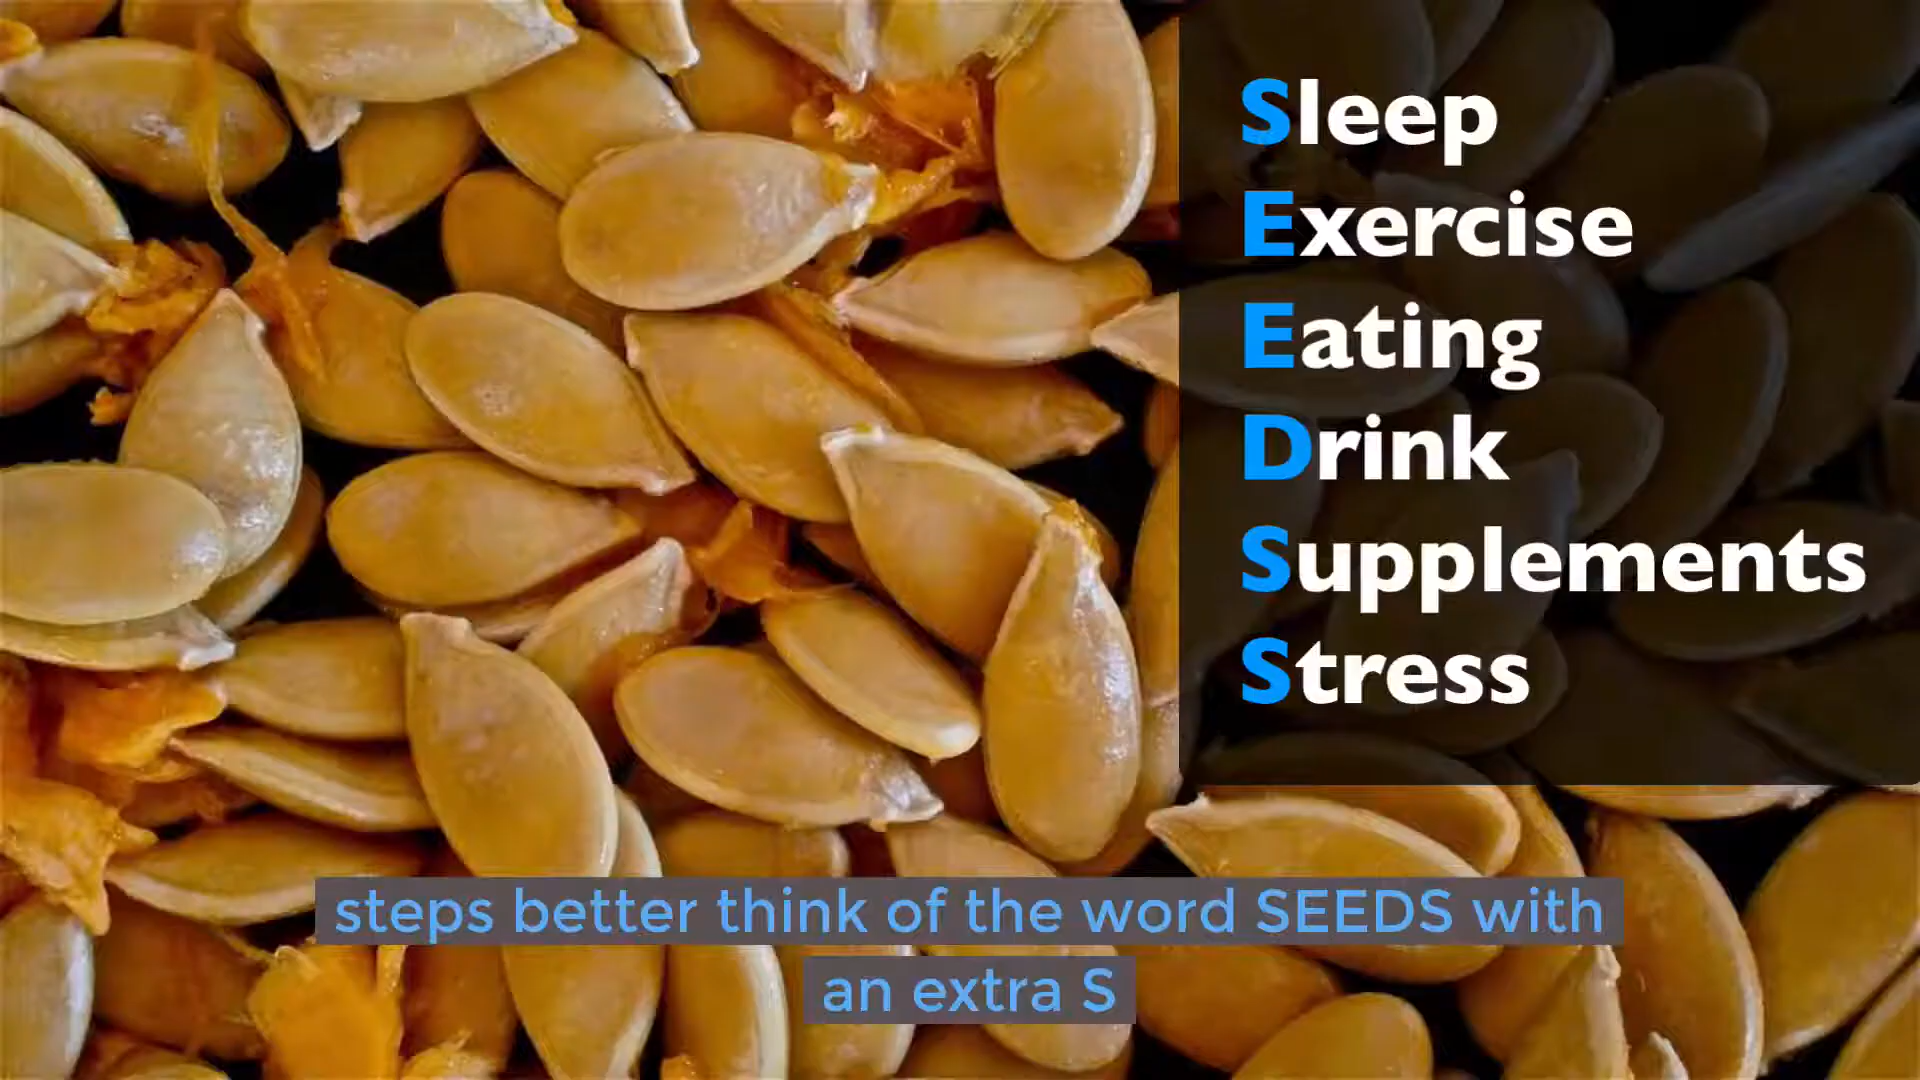 Sleep
Exercise
Eating
Drink
Supplements
Stress
steps better think of the word SEEDS with
an extra S